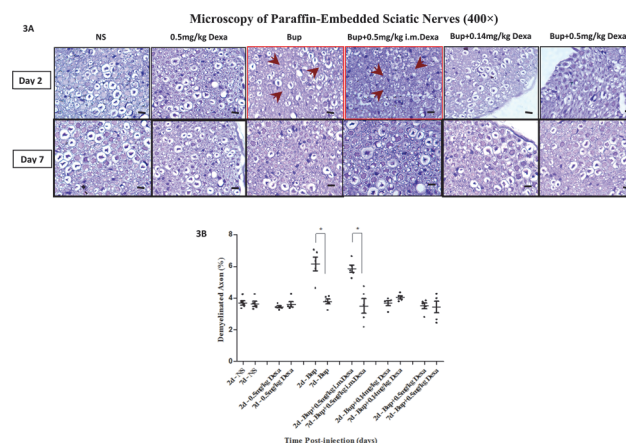 Microscopy of Paraffin-Embedded Sciatic Nerves (400×)
3A
NS
0.5mg/kg Dexa
Bup
Bup+0.5mg/kg i.m.Dexa
Bup+0.14mg/kg Dexa
Bup+0.5mg/kg Dexa
Day 2
Day 7
3B
Demyelinated Axon (%)
8
6
4
2
0
*
*
2d-NS
7d-NS
2d-0.5mg/kg Dexa
7d-0.5mg/kg Dexa
2d-Bup
7d-Bup
2d-Bup+0.5mg/kg i.m.Dexa
7d-Bup+0.5mg/kg i.m.Dexa
2d-Bup+0.14mg/kg Dexa
7d-Bup+0.14mg/kg Dexa
2d-Bup+0.5mg/kg Dexa
7d-Bup+0.5mg/kg Dexa
Time Post-injection (days)